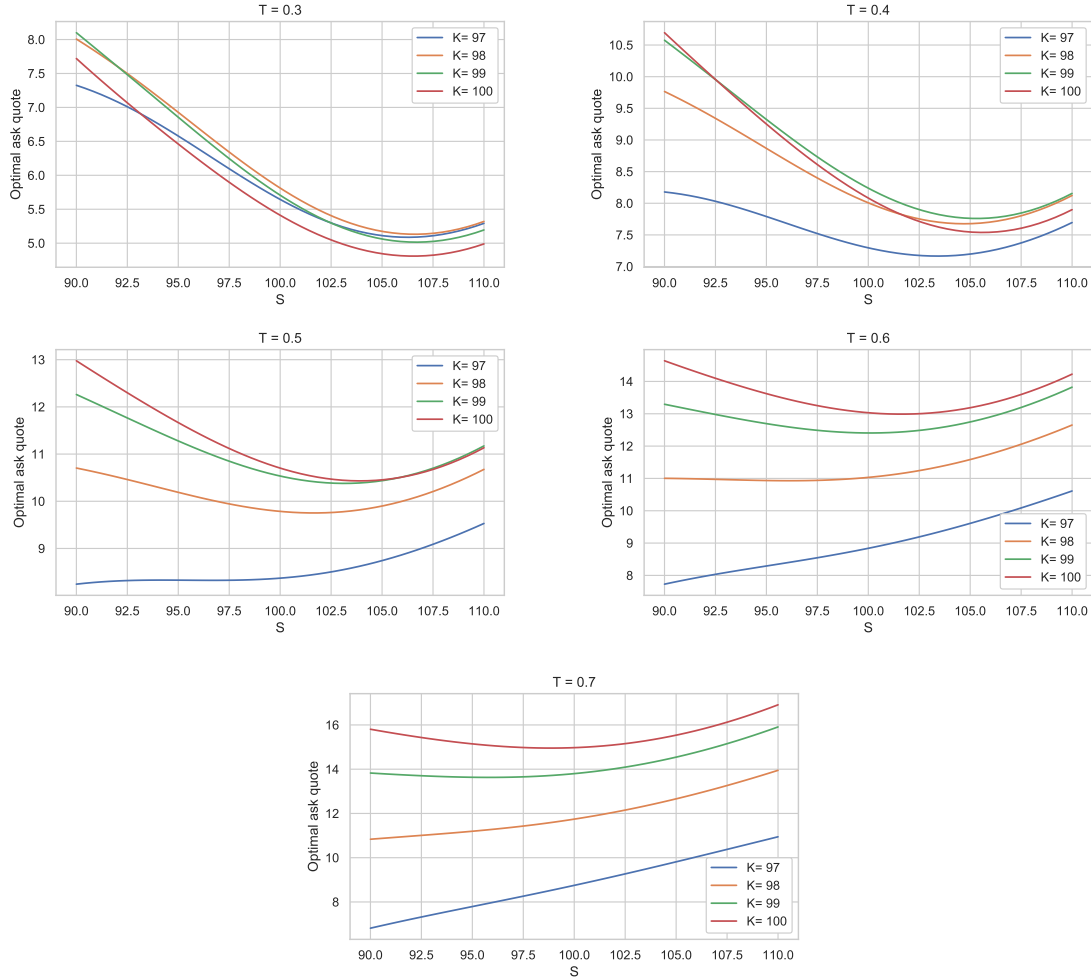 T = 0.3
Optimal ask quote
8.0
7.5
7.0
6.5
6.0
5.5
5.0
K= 97
K= 98
K= 99
K= 100
90.0 92.5 95.0 97.5 100.0 102.5 105.0 107.5 110.0
S
T = 0.4
Optimal ask quote
10.5
10.0
9.5
9.0
8.5
8.0
7.5
7.0
K= 97
K= 98
K= 99
K= 100
90.0 92.5 95.0 97.5 100.0 102.5 105.0 107.5 110.0
S
T = 0.5
Optimal ask quote
13
12
11
10
9
K= 97
K= 98
K= 99
K= 100
90.0 92.5 95.0 97.5 100.0 102.5 105.0 107.5 110.0
S
T = 0.6
Optimal ask quote
14
13
12
11
10
9
8
K= 97
K= 98
K= 99
K= 100
90.0 92.5 95.0 97.5 100.0 102.5 105.0 107.5 110.0
S
T = 0.7
Optimal ask quote
16
14
12
10
8
K= 97
K= 98
K= 99
K= 100
90.0 92.5 95.0 97.5 100.0 102.5 105.0 107.5 110.0
S